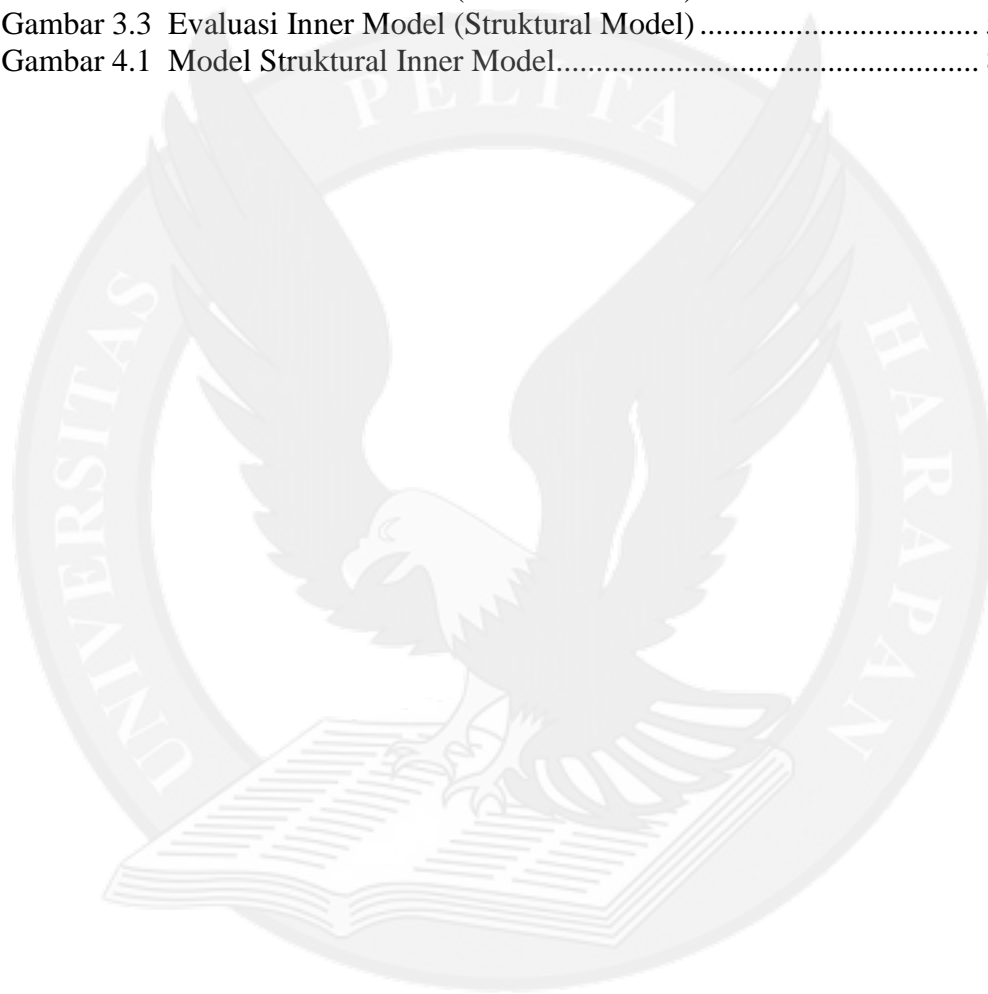 Gambar 3.3 Evaluasi Inner Model (Struktural Model) .................................
Gambar 4.1 Model Struktural Inner Model...................................................
UNIVERSITAS PELITA HARAPAN